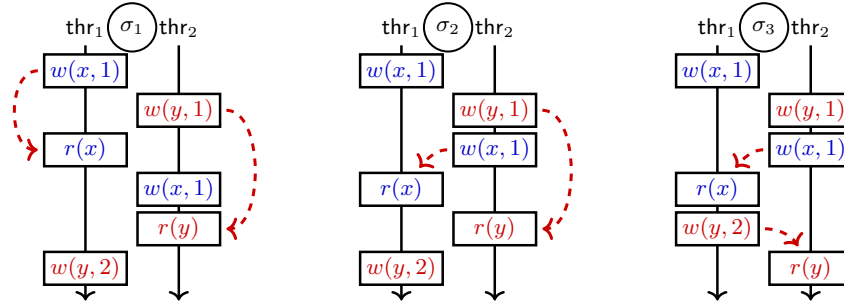 thr₁ σ₁ thr₂
w(x, 1)
w(y, 1)
r(x)
w(x, 1)
r(y)
w(y, 2)
thr₁ σ₂ thr₂
w(x, 1)
w(y, 1)
w(x, 1)
r(x)
r(y)
w(y, 2)
thr₁ σ₃ thr₂
w(x, 1)
w(y, 1)
w(x, 1)
r(x)
w(y, 2)
r(y)